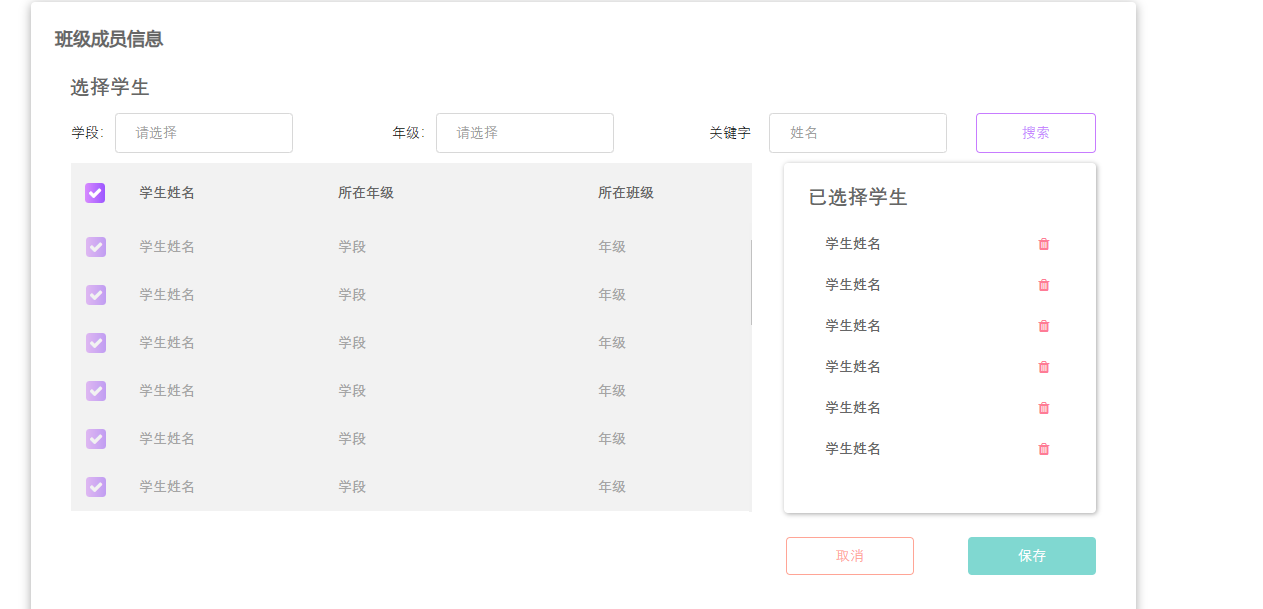 班级成员信息
选择学生
学段: 请选择 年级: 请选择 关键字 姓名 搜索
学生姓名 所在年级 所在班级
学生姓名 学段 年级
学生姓名 学段 年级
学生姓名 学段 年级
学生姓名 学段 年级
学生姓名 学段 年级
学生姓名 学段 年级
已选择学生
学生姓名
学生姓名
学生姓名
学生姓名
学生姓名
学生姓名
取消 保存